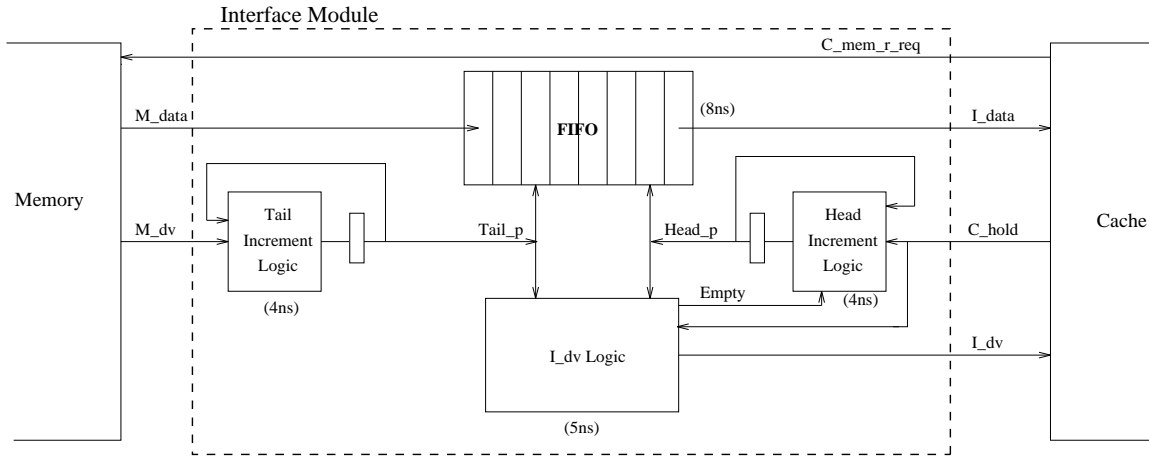 Interface Module
C_mem_r_req
M_data
FIFO
(8ns)
I_data
Memory
Tail
Increment
Logic
(4ns)
M_dv
Tail_p
Head_p
Head
Increment
Logic
(4ns)
C_hold
Cache
Empty
I_dv Logic
(5ns)
I_dv